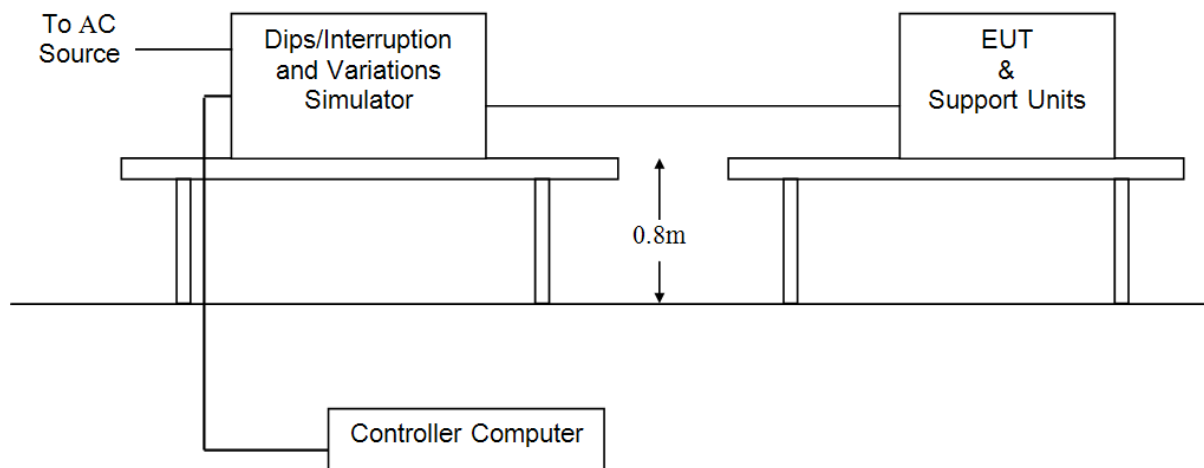 To AC
Source
Dips/Interruption
and Variations
Simulator
EUT
&
Support Units
0.8m
Controller Computer